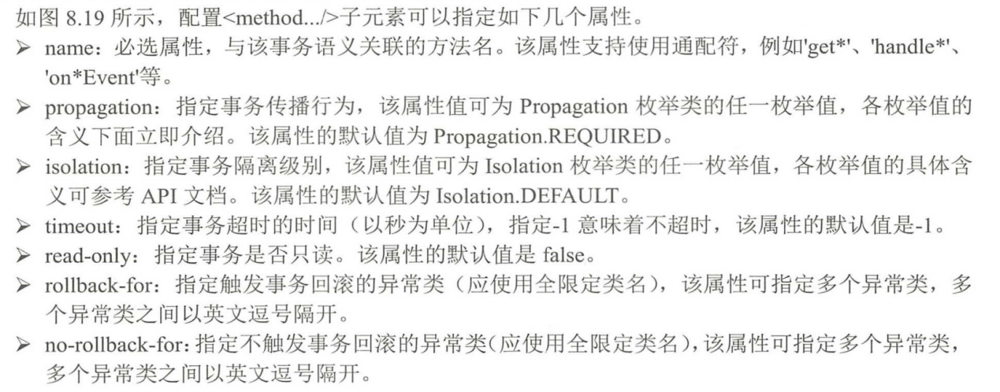 如图 8.19 所示，配置<method.../>子元素可以指定如下几个属性。
➢ name：必选属性，与该事务语义关联的方法名。该属性支持使用通配符，例如'get*'、'handle*'、
'on*Event'等。
➢ propagation：指定事务传播行为，该属性值可为 Propagation 枚举类的任一枚举值，各枚举值的
含义下面立即介绍。该属性的默认值为 Propagation.REQUIRED。
➢ isolation：指定事务隔离级别，该属性值可为 Isolation 枚举类的任一枚举值，各枚举值的具体含
义可参考 API 文档。该属性的默认值为 Isolation.DEFAULT。
➢ timeout：指定事务超时的时间（以秒为单位），指定-1 意味着不超时，该属性的默认值是-1。
➢ read-only：指定事务是否只读。该属性的默认值是 false。
➢ rollback-for：指定触发事务回滚的异常类（应使用全限定类名），该属性可指定多个异常类，多
个异常类之间以英文逗号隔开。
➢ no-rollback-for：指定不触发事务回滚的异常类（应使用全限定类名），该属性可指定多个异常类，
多个异常类之间以英文逗号隔开。